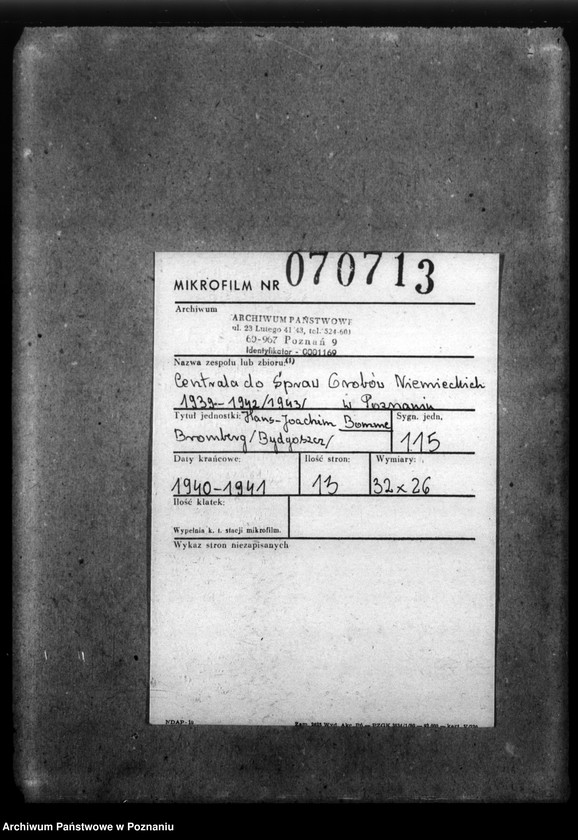 MIKROFILM NR 070713
Archiwum
ARCHIWUM PAŃSTWOWE
ul. 23 Lutego 41/43, tel. 524-601
60-967 Poznań 9
Identyfikator - 0001169
Nazwa zespołu lub zbioru: (1)
Centrala do Spraw Grobów Niemieckich
1939-1942/1943/ w Poznaniu
Tytuł jednostki: Hans-Joachim Bomme
Bromberg/Bydgoszcz/
Sygn. jedn.
115
Daty krańcowe:
1940-1941
Ilość stron:
13
Wymiary:
32x26
Ilość klatek:
Wypełnia k. t. stacji mikrofilm.
Wykaz stron niezapisanych
NDAP-
Archiwum Państwowe w Poznaniu